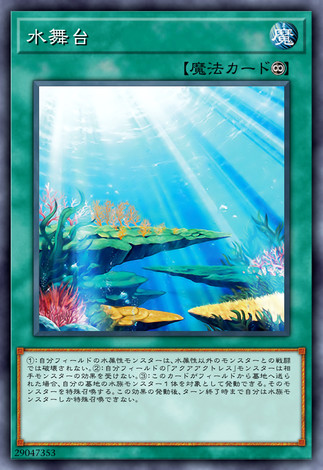 水舞台
魔
【魔法カード】
①:自分フィールドの水属性モンスターは、水属性以外のモンスターとの戦闘
では破壊されない。②:自分フィールドの「アクアアクトレス」モンスターは相
手モンスターの効果を受けない。③:このカードがフィールドから墓地へ送ら
れた場合、自分の墓地の水族モンスター1体を対象として発動できる。そのモ
ンスターを特殊召喚する。この効果の発動後、ターン終了時まで自分は水族モ
ンスターしか特殊召喚できない。
29047353